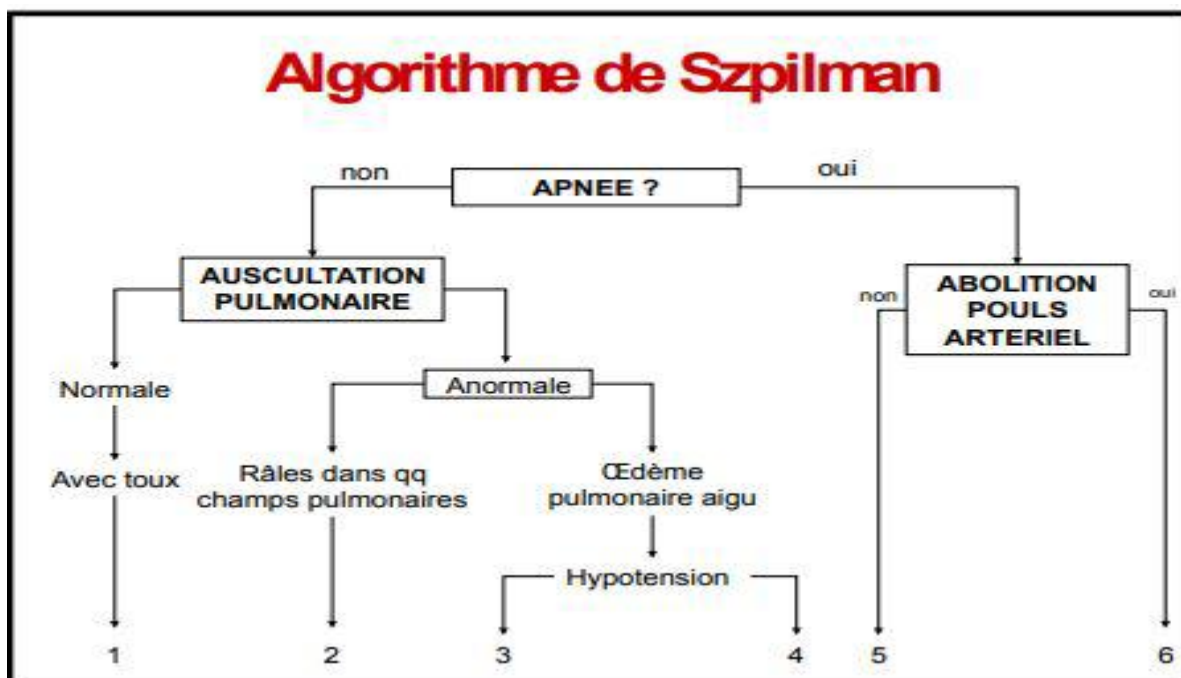 Algorithme de Szpilman
non
APNEE ?
oui
AUSCULTATION
PULMONAIRE
non
ABOLITION
POULS
ARTERIEL
oui
Normale
Anormale
Avec toux
Râles dans qq
champs pulmonaires
Œdème
pulmonaire aigu
Hypotension
1
2
3
4
5
6